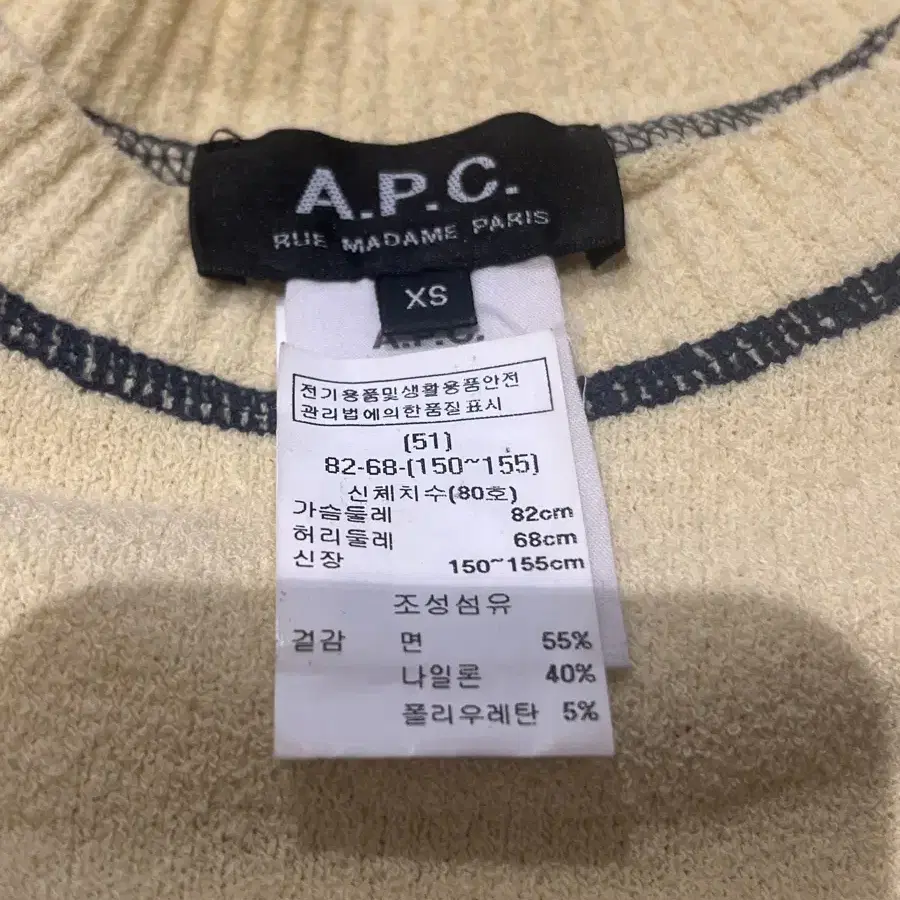 A.P.C.
RUE MADAME PARIS
XS
A.P.C.
전기용품및생활용품안전
관리법에의한품질표시
(51)
82-68-(150~155)
신체치수(80호)
가슴둘레 82cm
허리둘레 68cm
신장 150~155cm
조성섬유
겉감 면 55%
나일론 40%
폴리우레탄 5%